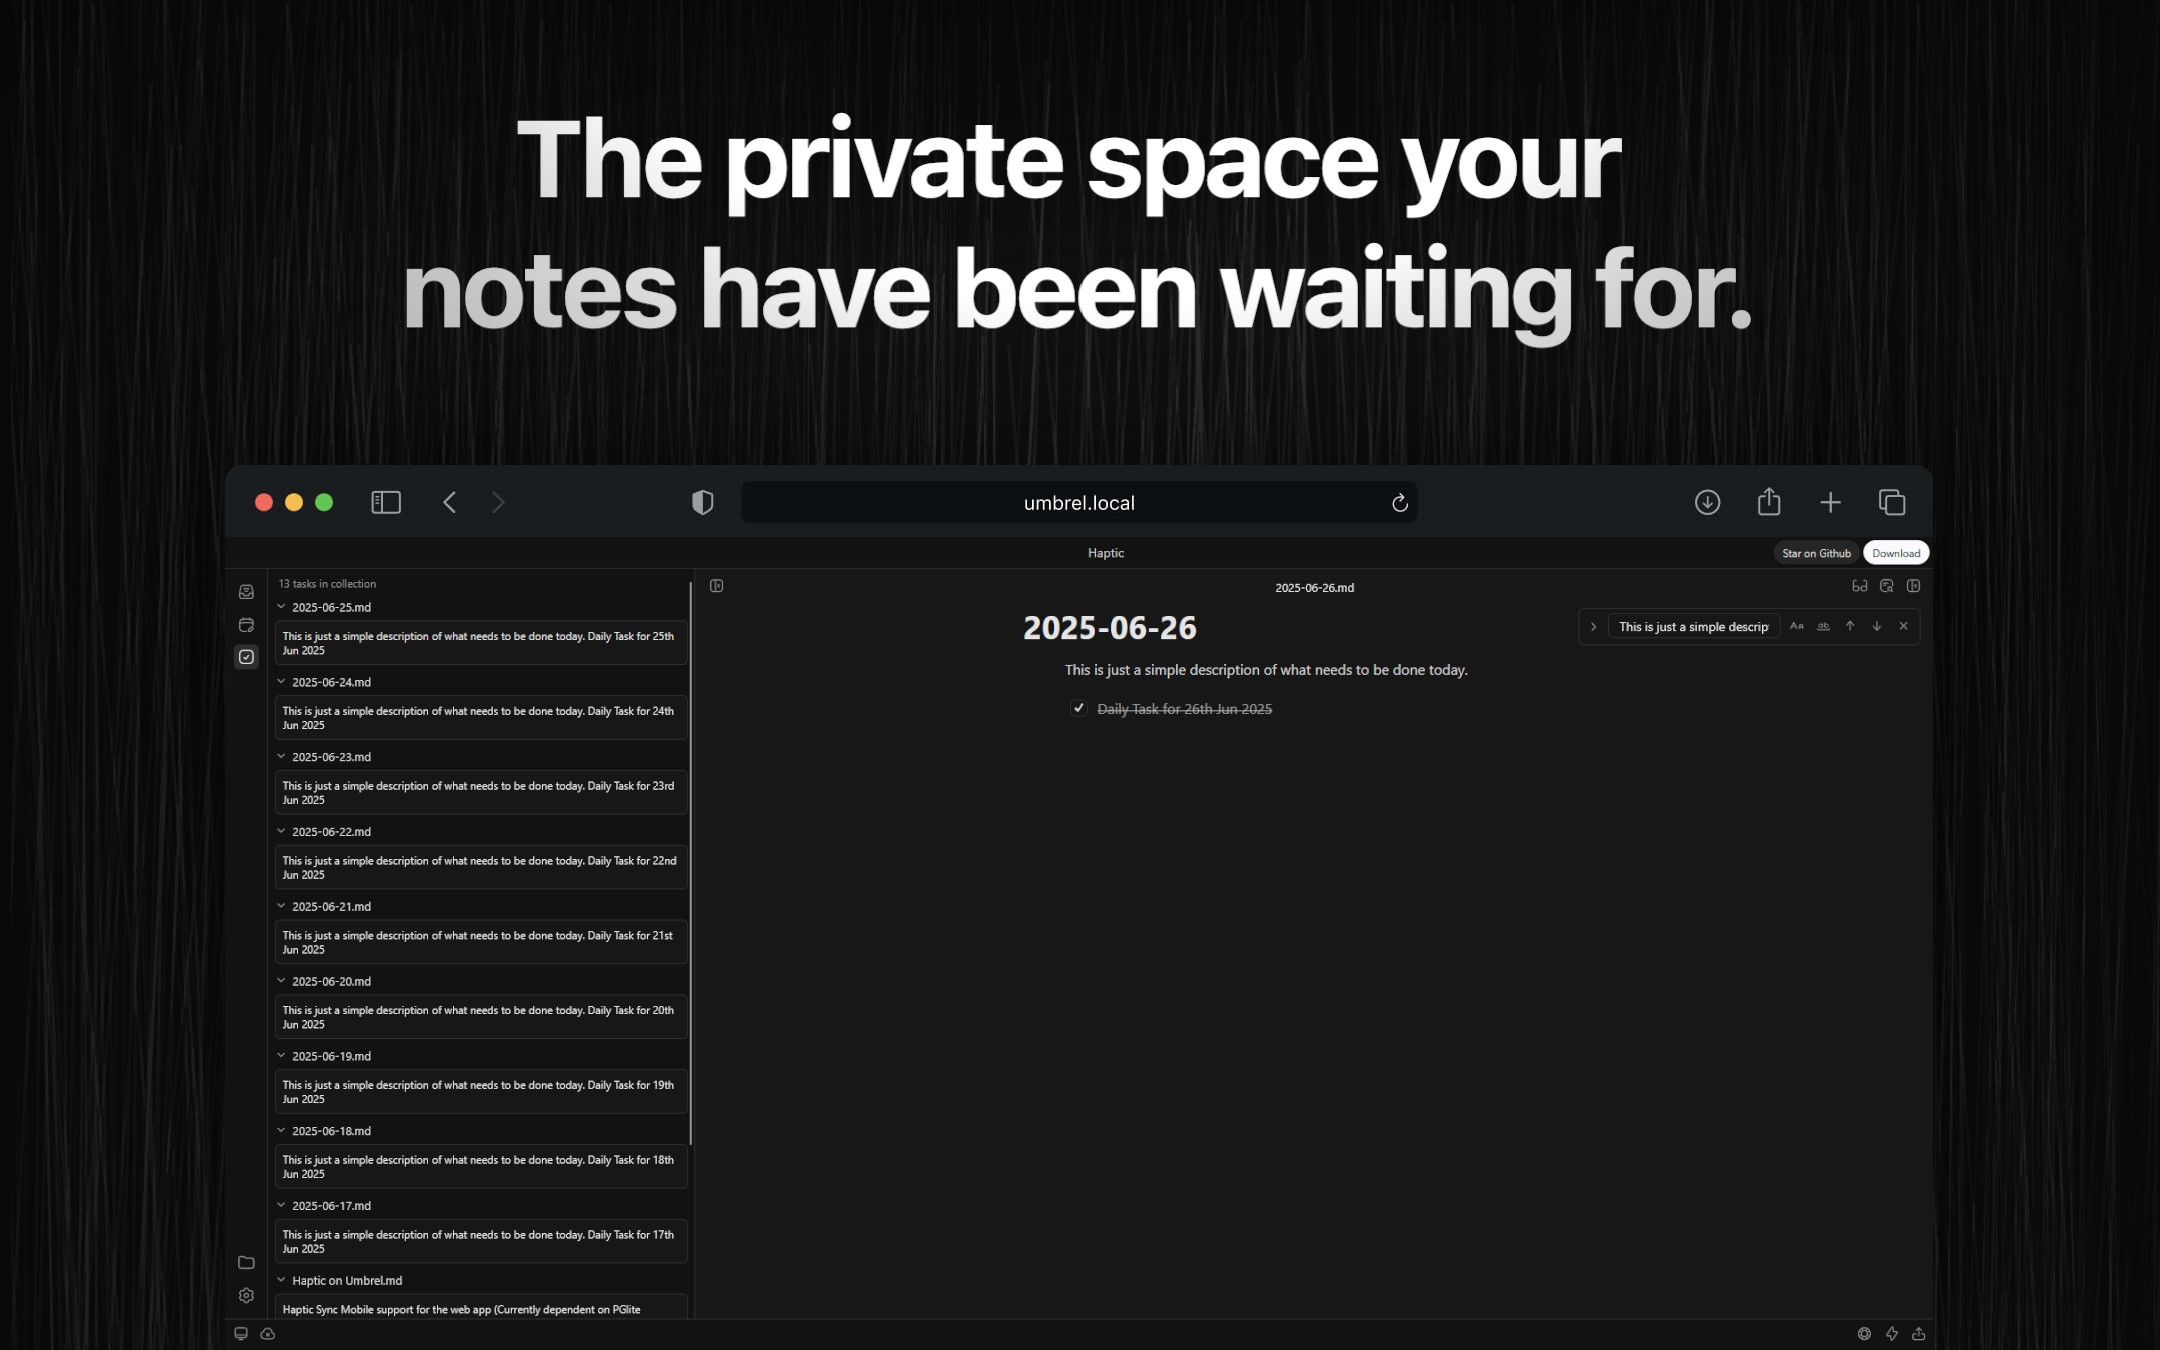 The private space your
notes have been waiting for.
umbrel.local
Haptic
Star on Github
Download
13 tasks in collection
2025-06-25.md
This is just a simple description of what needs to be done today. Daily Task for 25th
Jun 2025
2025-06-24.md
This is just a simple description of what needs to be done today. Daily Task for 24th
Jun 2025
2025-06-23.md
This is just a simple description of what needs to be done today. Daily Task for 23rd
Jun 2025
2025-06-22.md
This is just a simple description of what needs to be done today. Daily Task for 22nd
Jun 2025
2025-06-21.md
This is just a simple description of what needs to be done today. Daily Task for 21st
Jun 2025
2025-06-20.md
This is just a simple description of what needs to be done today. Daily Task for 20th
Jun 2025
2025-06-19.md
This is just a simple description of what needs to be done today. Daily Task for 19th
Jun 2025
2025-06-18.md
This is just a simple description of what needs to be done today. Daily Task for 18th
Jun 2025
2025-06-17.md
This is just a simple description of what needs to be done today. Daily Task for 17th
Jun 2025
Haptic on Umbrel.md
Haptic Sync Mobile support for the web app (Currently dependent on PGlite
2025-06-26.md
2025-06-26
This is just a simple descrip
Aa
ab
This is just a simple description of what needs to be done today.
Daily Task for 26th Jun 2025